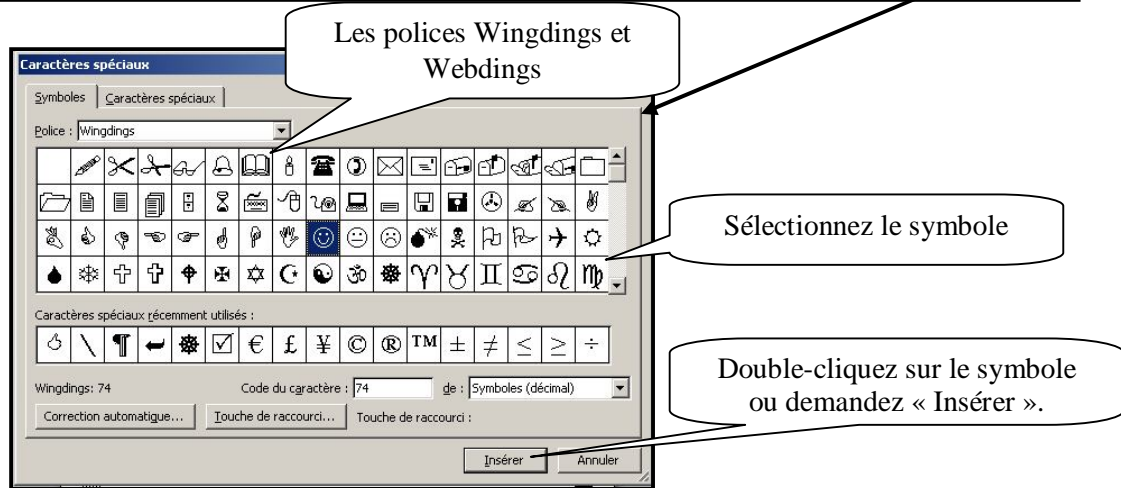 Les polices Wingdings et
Webdings
Caractères spéciaux
Symboles
Caractères spéciaux
Police :
Wingdings
Sélectionnez le symbole
Caractères spéciaux récemment utilisés :
\ ¶ € £ ¥ © ® TM ± ≠ ≤ ≥ ÷
Wingdings: 74
Code du caractère :
74
de :
Symboles (décimal)
Correction automatique...
Touche de raccourci...
Touche de raccourci :
Double-cliquez sur le symbole
ou demandez « Insérer ».
Insérer
Annuler